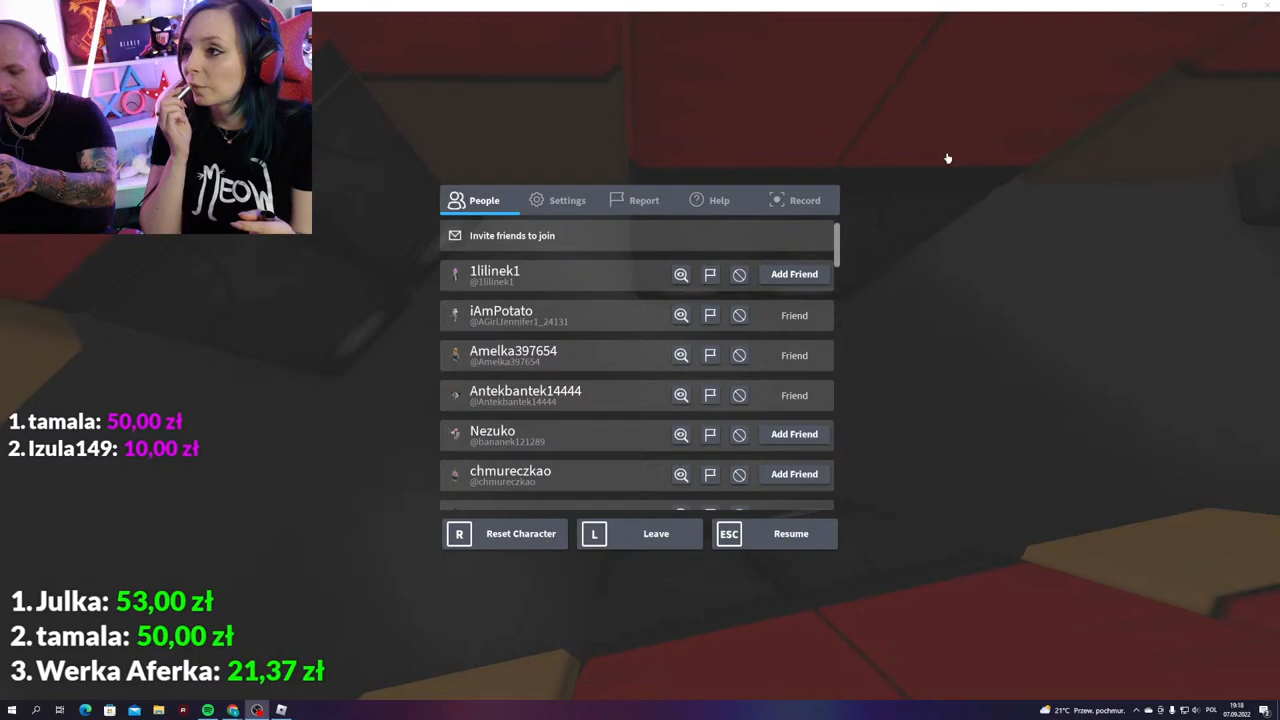 DIABLO
MEOW
People
Settings
Report
Help
Record
Invite friends to join
1lilinek1
@1lilinek1
Add Friend
iAmPotato
@AGirlJennifer1_24131
Friend
Amelka397654
@Amelka397654
Friend
Antekbantek14444
@Antekbantek14444
Friend
Nezuko
@bananek121289
Add Friend
chmureczkao
@chmureczkao
Add Friend
R Reset Character
L Leave
ESC Resume
1. tamala: 50,00 zł
2. Izula149: 10,00 zł
1. Julka: 53,00 zł
2. tamala: 50,00 zł
3. Werka Aferka: 21,37 zł
21°C Przew. pochmur.
POL
19:18
07.09.2022